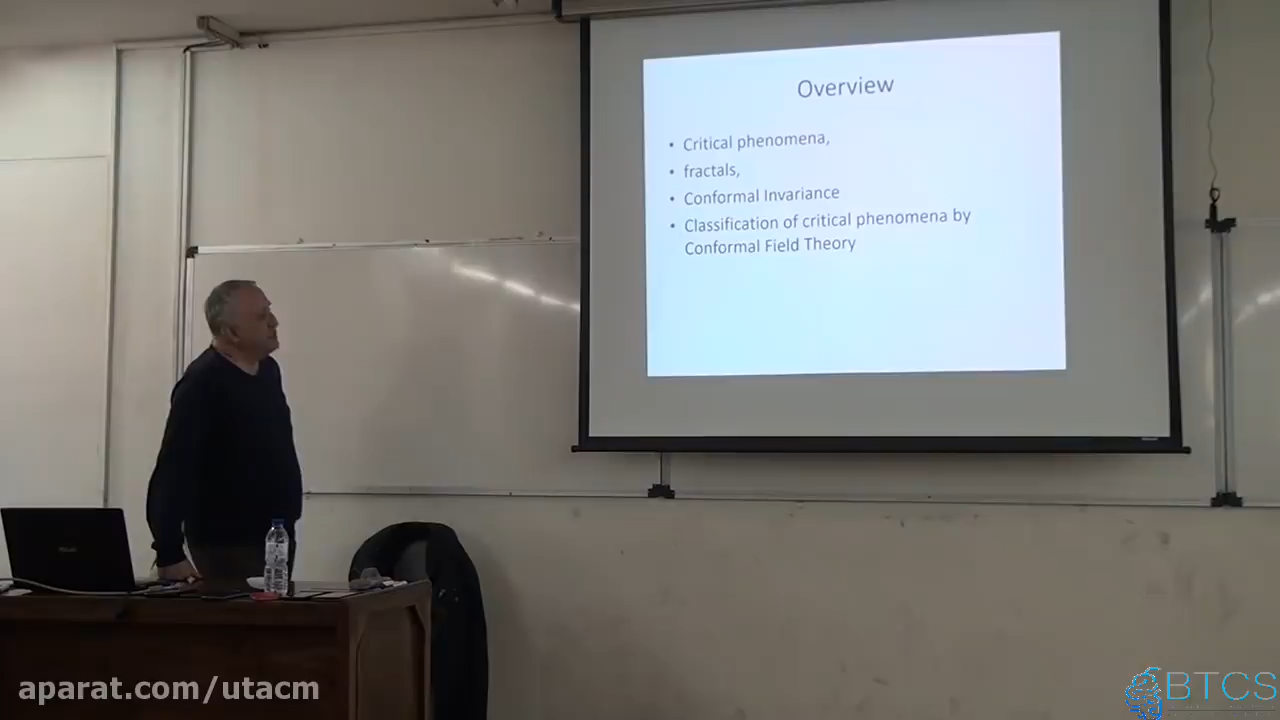 Overview
• Critical phenomena,
• fractals,
• Conformal Invariance
• Classification of critical phenomena by
Conformal Field Theory
aparat.com/utacm
BTCS